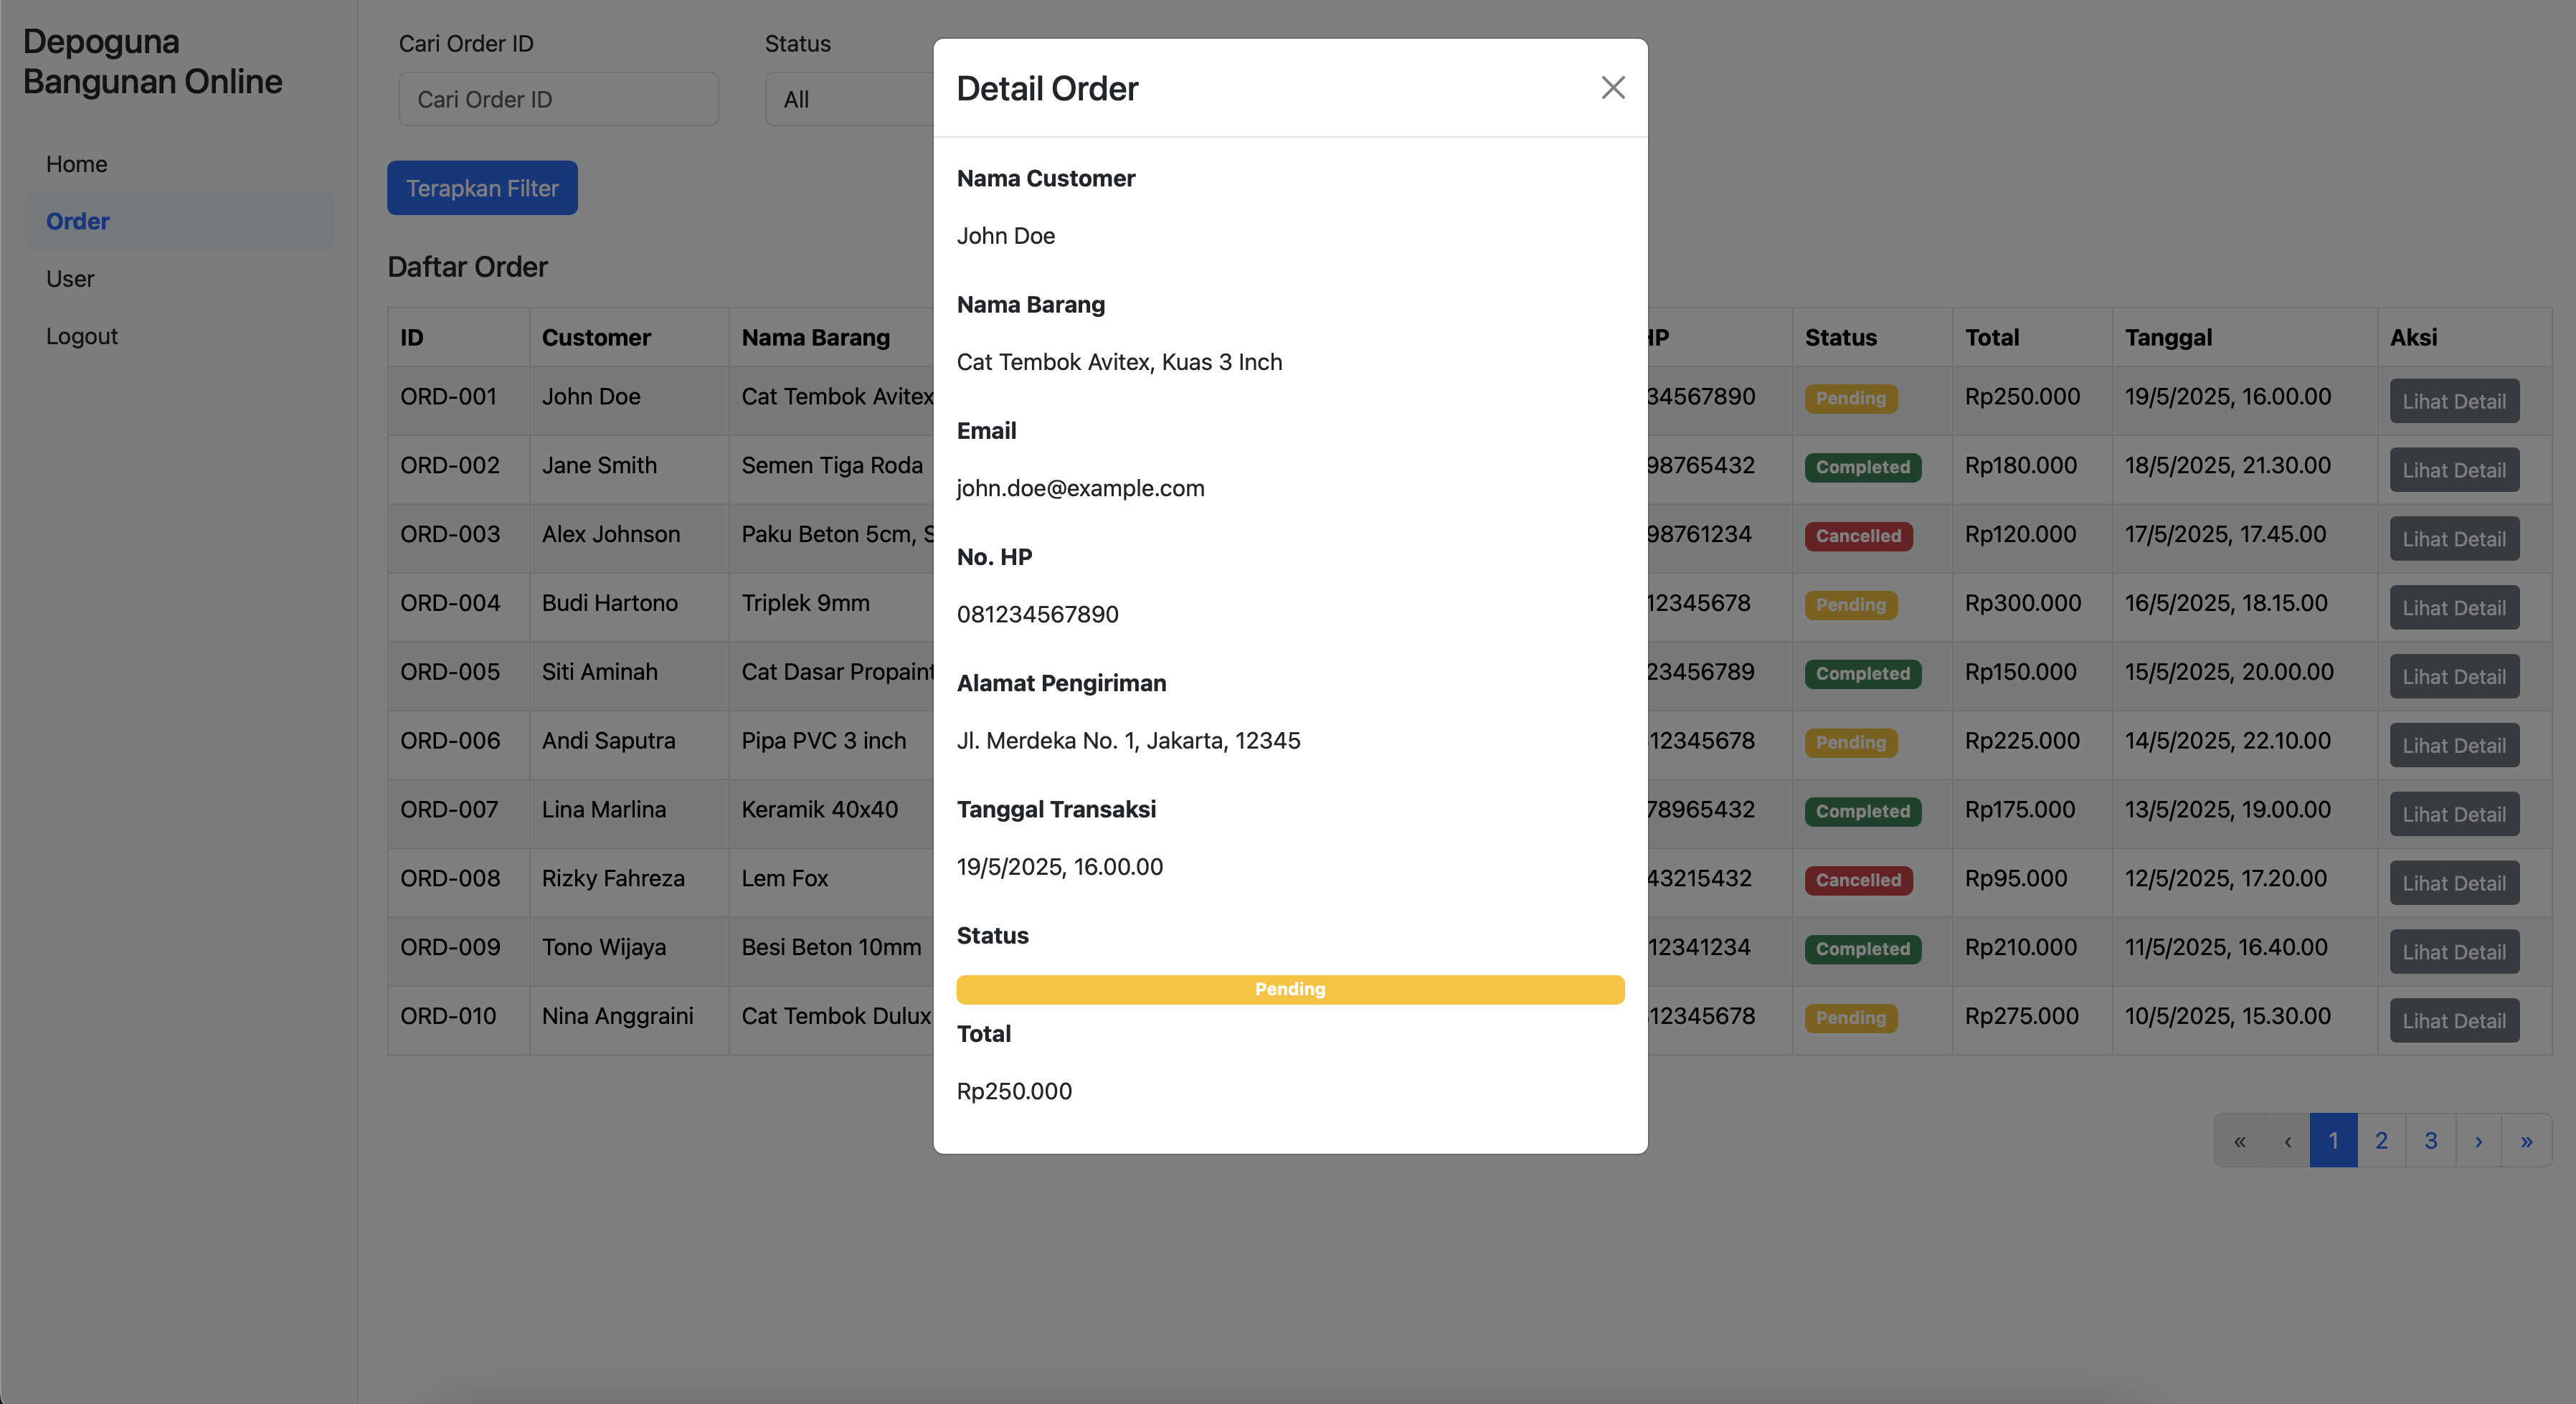 Depoguna
Bangunan Online
Home
Order
User
Logout
Cari Order ID
Status
Cari Order ID
All
Terapkan Filter
Daftar Order
ID Customer Nama Barang HP Status Total Tanggal Aksi
ORD-001 John Doe Cat Tembok Avitex 34567890 Pending Rp250.000 19/5/2025, 16.00.00 Lihat Detail
ORD-002 Jane Smith Semen Tiga Roda 98765432 Completed Rp180.000 18/5/2025, 21.30.00 Lihat Detail
ORD-003 Alex Johnson Paku Beton 5cm, S 98761234 Cancelled Rp120.000 17/5/2025, 17.45.00 Lihat Detail
ORD-004 Budi Hartono Triplek 9mm 12345678 Pending Rp300.000 16/5/2025, 18.15.00 Lihat Detail
ORD-005 Siti Aminah Cat Dasar Propaint 23456789 Completed Rp150.000 15/5/2025, 20.00.00 Lihat Detail
ORD-006 Andi Saputra Pipa PVC 3 inch 12345678 Pending Rp225.000 14/5/2025, 22.10.00 Lihat Detail
ORD-007 Lina Marlina Keramik 40x40 78965432 Completed Rp175.000 13/5/2025, 19.00.00 Lihat Detail
ORD-008 Rizky Fahreza Lem Fox 43215432 Cancelled Rp95.000 12/5/2025, 17.20.00 Lihat Detail
ORD-009 Tono Wijaya Besi Beton 10mm 12341234 Completed Rp210.000 11/5/2025, 16.40.00 Lihat Detail
ORD-010 Nina Anggraini Cat Tembok Dulux 12345678 Pending Rp275.000 10/5/2025, 15.30.00 Lihat Detail
« ‹ 1 2 3 › »
Detail Order
Nama Customer
John Doe
Nama Barang
Cat Tembok Avitex, Kuas 3 Inch
Email
john.doe@example.com
No. HP
081234567890
Alamat Pengiriman
Jl. Merdeka No. 1, Jakarta, 12345
Tanggal Transaksi
19/5/2025, 16.00.00
Status
Pending
Total
Rp250.000